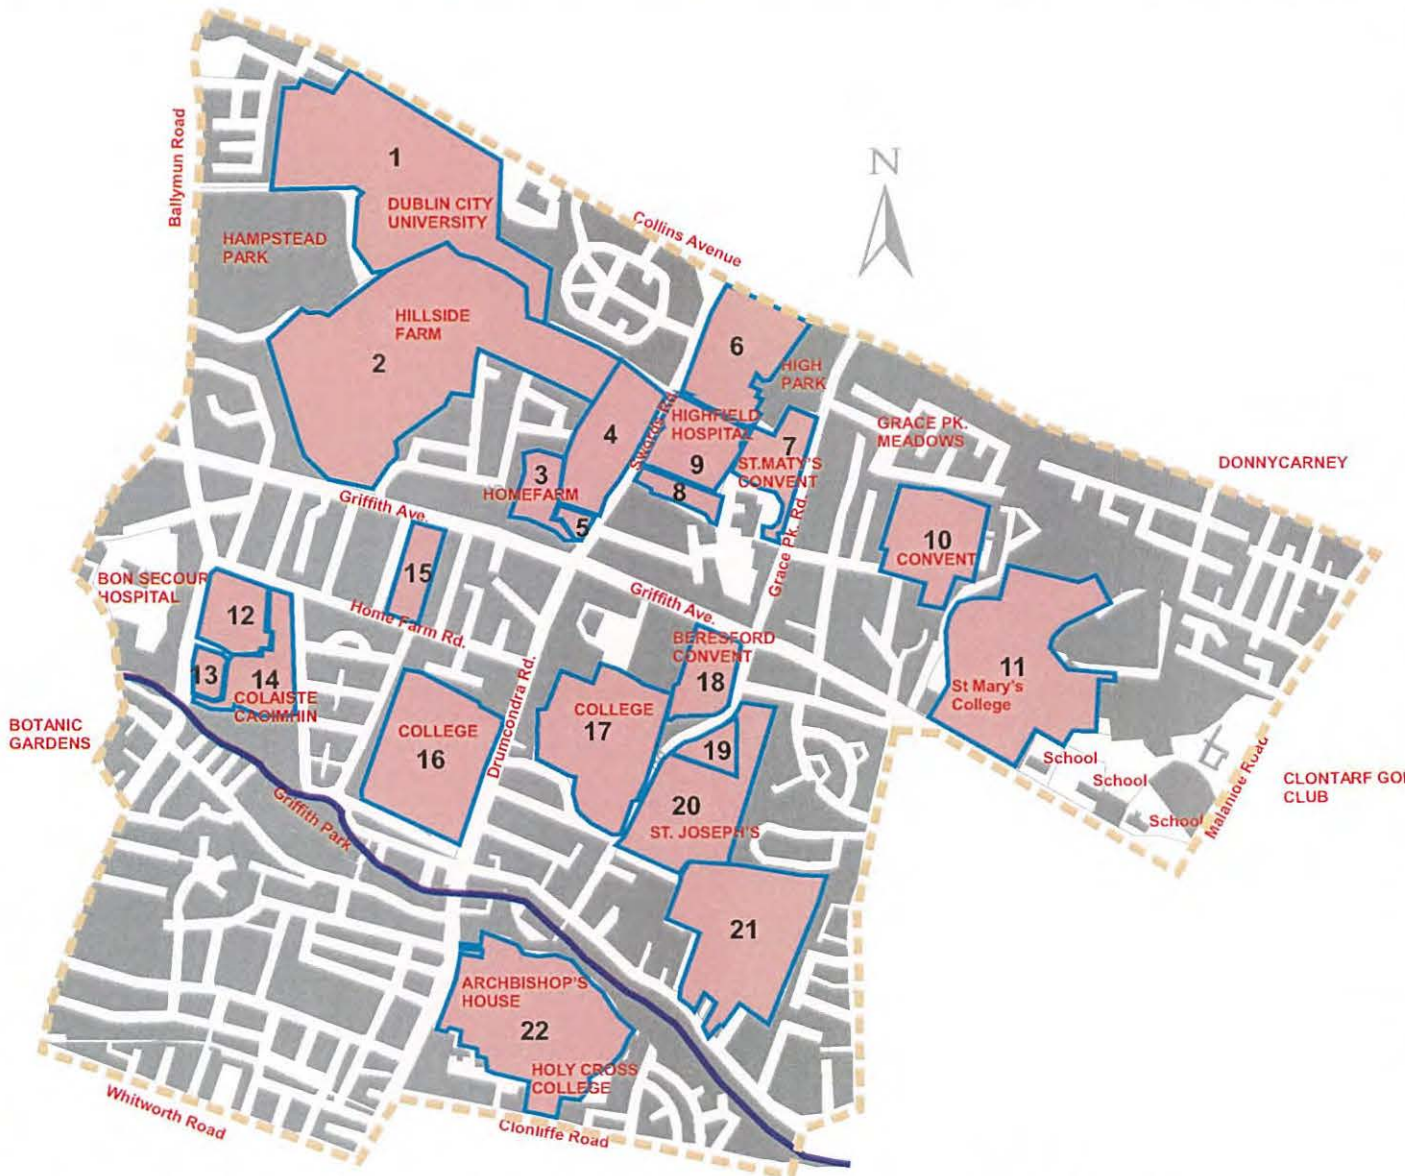 Ballymun Road
1
DUBLIN CITY
UNIVERSITY
HAMPSTEAD
PARK
Collins Avenue
N
HILLSIDE
FARM
2
6
HIGH
PARK
Swords Rd.
HIGHFIELD
HOSPITAL
GRACE PK.
MEADOWS
4
7
ST.MATY'S
CONVENT
9
3
HOMEFARM
8
5
DONNYCARNEY
Griffith Ave.
Grace Pk. Rd.
10
CONVENT
15
BON SECOUR
HOSPITAL
12
Home Farm Rd.
Griffith Ave.
BERESFORD
CONVENT
18
13
14
COLAISTE
CAOIMHIN
11
St Mary's
College
BOTANIC
GARDENS
COLLEGE
16
Drumcondra Rd.
COLLEGE
17
19
School
School
School
Malahide Road
CLONTARF GOL
CLUB
Griffith Park
20
ST. JOSEPH'S
21
ARCHBISHOP'S
HOUSE
22
HOLY CROSS
COLLEGE
Whitworth Road
Clonliffe Road